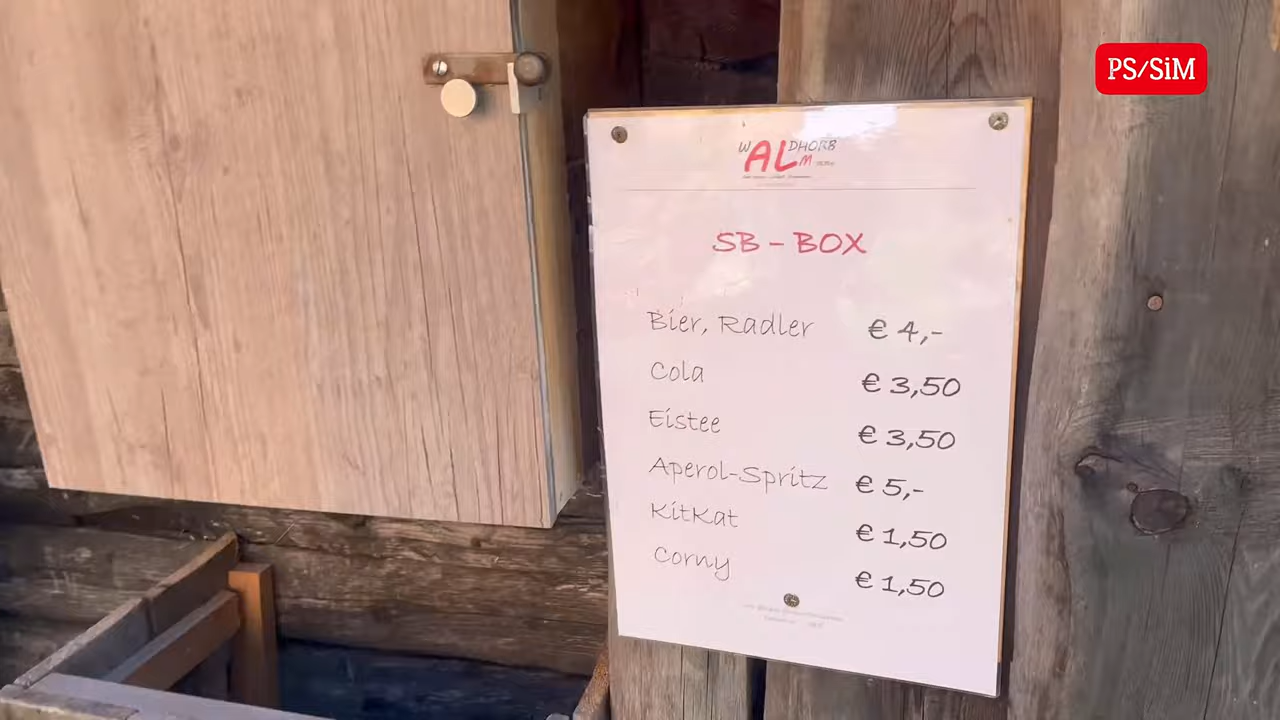 PS/SiM
WALDHORB
ALM
SB-BOX
Bier, Radler € 4,-
Cola € 3,50
Eistee € 3,50
Aperol-Spritz € 5,-
KitKat € 1,50
Corny € 1,50